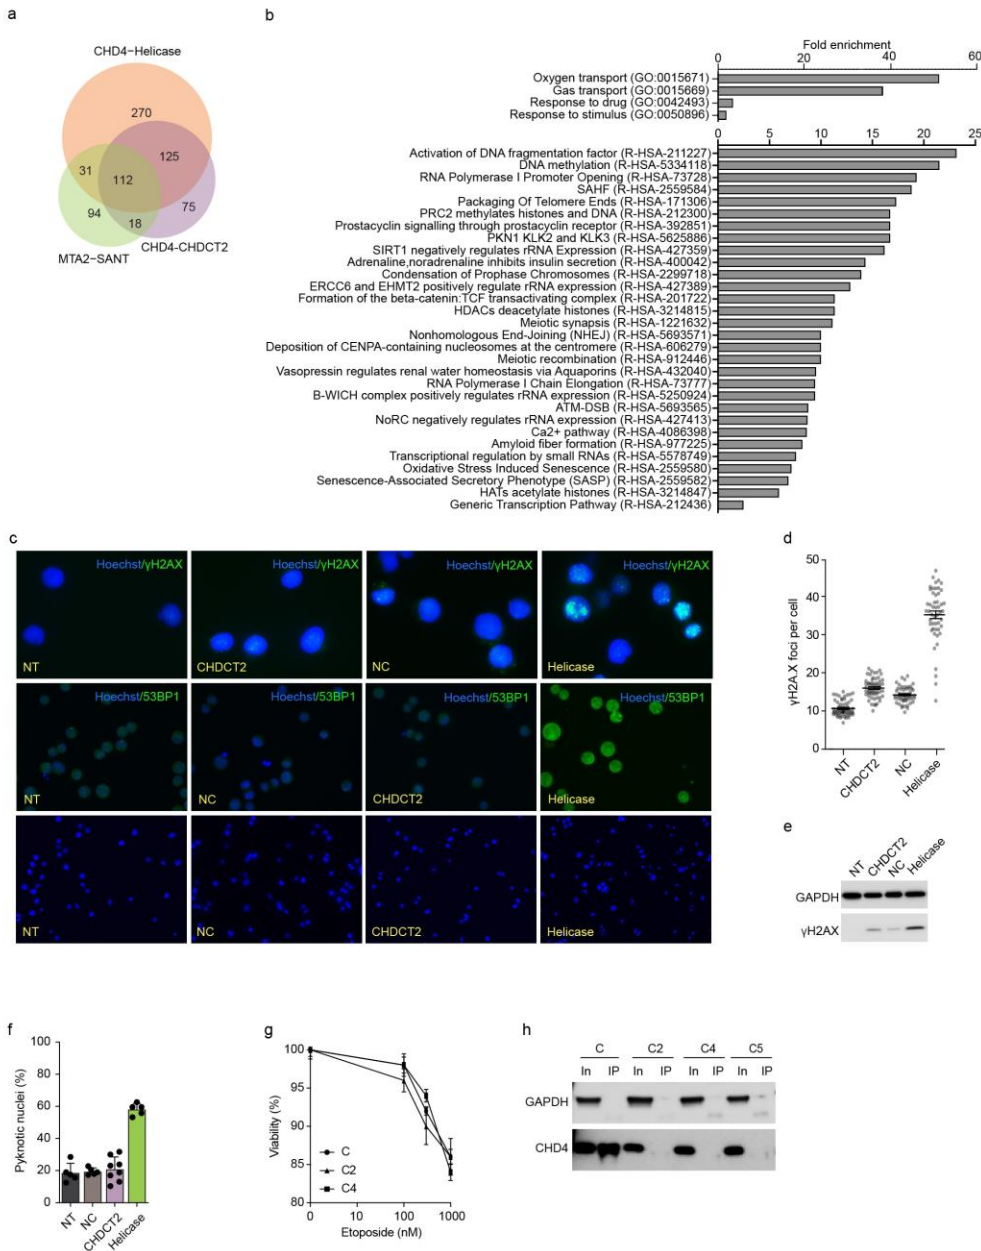 a
CHD4−Helicase
270
125
31
112
94
75
18
CHD4-CHDCT2
MTA2−SANT
b
Fold enrichment
0 20 40 60
Oxygen transport (GO:0015671)
Gas transport (GO:0015669)
Response to drug (GO:0042493)
Response to stimulus (GO:0050896)
0 5 10 15 20 25
Activation of DNA fragmentation factor (R-HSA-211227)
DNA methylation (R-HSA-5334118)
RNA Polymerase I Promoter Opening (R-HSA-73728)
SAHF (R-HSA-2559584)
Packaging Of Telomere Ends (R-HSA-171306)
PRC2 methylates histones and DNA (R-HSA-212300)
Prostacyclin signalling through prostacyclin receptor (R-HSA-392851)
PKN1 KLK2 and KLK3 (R-HSA-5625886)
SIRT1 negatively regulates rRNA Expression (R-HSA-427359)
Adrenaline,noradrenaline inhibits insulin secretion (R-HSA-400042)
Condensation of Prophase Chromosomes (R-HSA-2299718)
ERCC6 and EHMT2 positively regulate rRNA expression (R-HSA-427389)
Formation of the beta-catenin:TCF transactivating complex (R-HSA-201722)
HDACs deacetylate histones (R-HSA-3214815)
Meiotic synapsis (R-HSA-1221632)
Nonhomologous End-Joining (NHEJ) (R-HSA-5693571)
Deposition of CENPA-containing nucleosomes at the centromere (R-HSA-606279)
Meiotic recombination (R-HSA-912446)
Vasopressin regulates renal water homeostasis via Aquaporins (R-HSA-432040)
RNA Polymerase I Chain Elongation (R-HSA-73777)
B-WICH complex positively regulates rRNA expression (R-HSA-5250924)
ATM-DSB (R-HSA-5693565)
NoRC negatively regulates rRNA expression (R-HSA-427413)
Ca2+ pathway (R-HSA-4086398)
Amyloid fiber formation (R-HSA-977225)
Transcriptional regulation by small RNAs (R-HSA-5578749)
Oxidative Stress Induced Senescence (R-HSA-2559580)
Senescence-Associated Secretory Phenotype (SASP) (R-HSA-2559582)
HATs acetylate histones (R-HSA-3214847)
Generic Transcription Pathway (R-HSA-212436)
c
Hoechst/γH2AX Hoechst/γH2AX Hoechst/γH2AX Hoechst/γH2AX
NT CHDCT2 NC Helicase
Hoechst/53BP1 Hoechst/53BP1 Hoechst/53BP1 Hoechst/53BP1
NT NC CHDCT2 Helicase
NT NC CHDCT2 Helicase
d
γH2A.X foci per cell
50
40
30
20
10
0
NT CHDCT2 NC Helicase
e
NT CHDCT2 NC Helicase
GAPDH
γH2AX
f
Pyknotic nuclei (%)
100
80
60
40
20
0
NT NC CHDCT2 Helicase
g
Viability (%)
100
95
90
85
80
C
C2
C4
0 10 100 1000
Etoposide (nM)
h
C C2 C4 C5
In IP In IP In IP In IP
GAPDH
CHD4